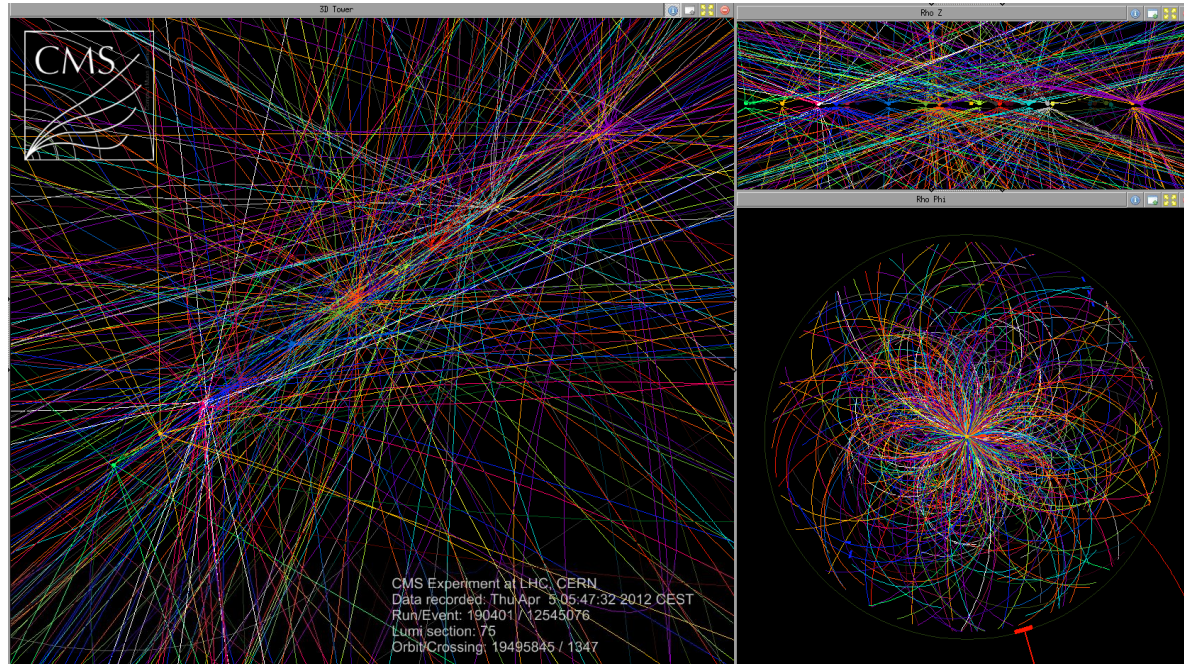 3D Tower
CMS
Rho Z
Rho Phi
CMS Experiment at LHC, CERN
Data recorded: Thu Apr 5 05:47:32 2012 CEST
Run/Event: 190401 / 12545076
Lumi section: 75
Orbit/Crossing: 19495845 / 1347